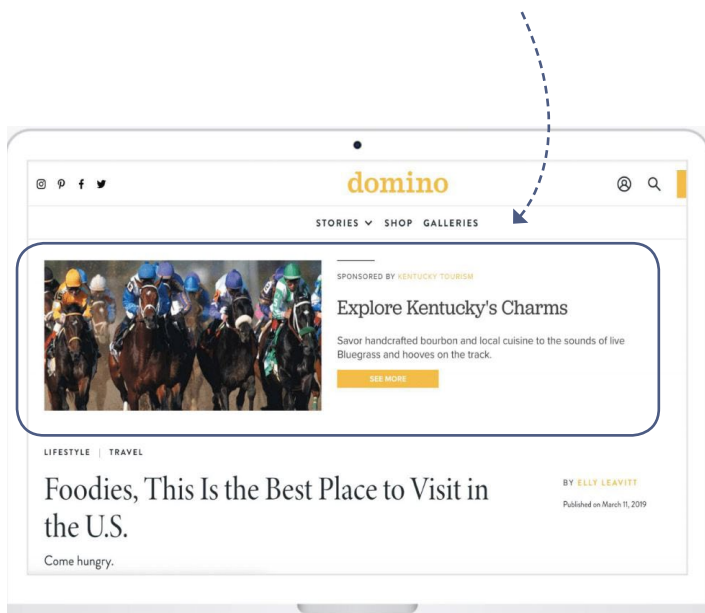 domino
STORIES SHOP GALLERIES
SPONSORED BY KENTUCKY TOURISM
Explore Kentucky's Charms
Savor handcrafted bourbon and local cuisine to the sounds of live
Bluegrass and hooves on the track.
SEE MORE
LIFESTYLE | TRAVEL
Foodies, This Is the Best Place to Visit in
the U.S.
BY ELLY LEAVITT
Published on March 11, 2019
Come hungry.